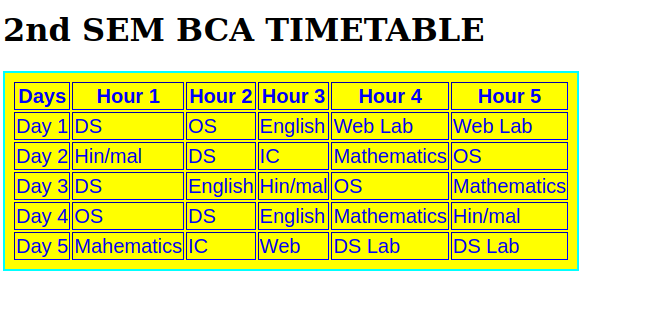 2nd SEM BCA TIMETABLE
Days Hour 1 Hour 2 Hour 3 Hour 4 Hour 5
Day 1 DS OS English Web Lab Web Lab
Day 2 Hin/mal DS IC Mathematics OS
Day 3 DS English Hin/mal OS Mathematics
Day 4 OS DS English Mathematics Hin/mal
Day 5 Mahematics IC Web DS Lab DS Lab